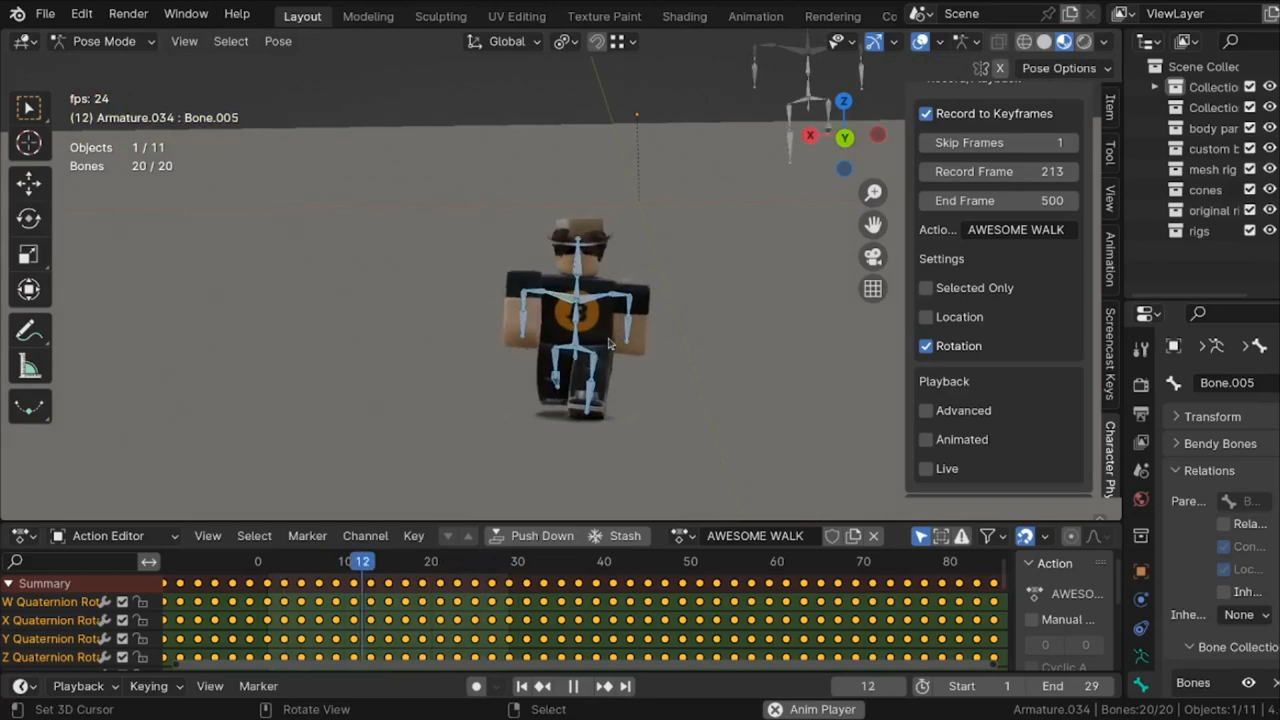 File Edit Render Window Help Layout Modeling Sculpting UV Editing Texture Paint Shading Animation Rendering Co Scene ViewLayer
Pose Mode View Select Pose Global
X Pose Options
fps: 24
(12) Armature.034 : Bone.005
Objects 1 / 11
Bones 20 / 20
Z
X
Y
Record to Keyframes
Skip Frames 1
Record Frame 213
End Frame 500
Actio... AWESOME WALK
Settings
Selected Only
Location
Rotation
Playback
Advanced
Animated
Live
Item
Tool
View
Animation
Screencast Keys
Character Phy
Scene Collec
Collectio
Collectio
body par
custom b
mesh rig
cones
original ri
rigs
Bone.005
Transform
Bendy Bones
Relations
Pare... B...
Rela...
Con...
Loc...
Inh...
Inhe... None
Bone Collectio
Bones
Action Editor View Select Marker Channel Key Push Down Stash AWESOME WALK
0 10 12 20 30 40 50 60 70 80
Summary
W Quaternion Rot
X Quaternion Rot
Y Quaternion Rot
Z Quaternion Rot
Action
AWESO...
Manual ...
0 0
Cyclic A
Playback Keying View Marker 12 Start 1 End 29
Set 3D Cursor Rotate View Select Anim Player Armature.034 | Bones:20/20 | Objects:1/11 | 4